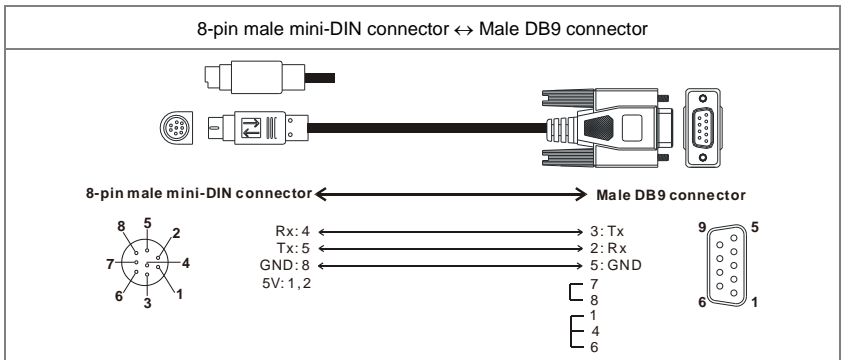 8-pin male mini-DIN connector ↔ Male DB9 connector
8-pin male mini-DIN connector Male DB9 connector
8 5 2
7 4
6 3 1
Rx: 4 3: Tx
Tx: 5 2: Rx
GND: 8 5: GND
5V: 1, 2
7
8
1
4
6
9 5
6 1